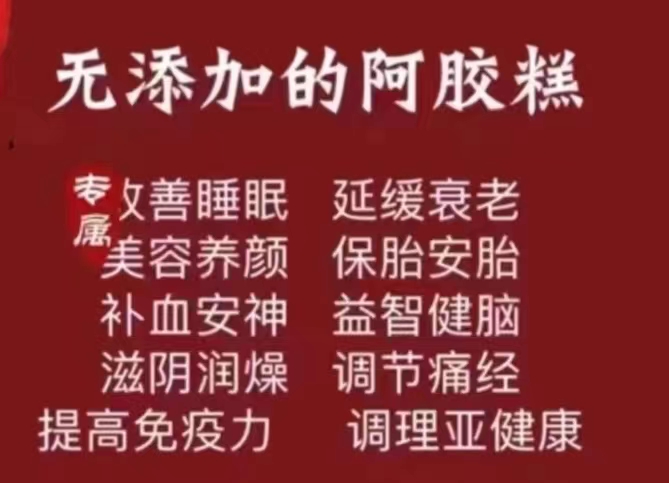 无添加的阿胶糕
专属
改善睡眠 延缓衰老
美容养颜 保胎安胎
补血安神 益智健脑
滋阴润燥 调节痛经
提高免疫力 调理亚健康